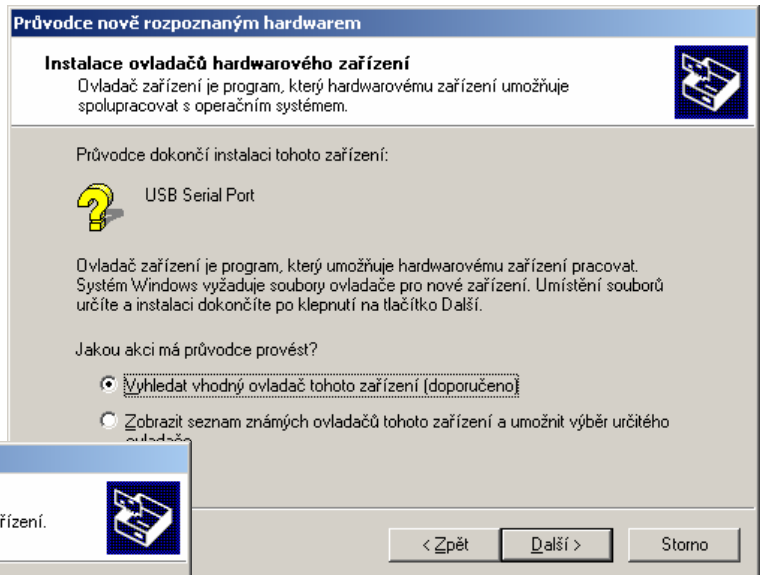 Průvodce nově rozpoznaným hardwarem
Instalace ovladačů hardwarového zařízení
Ovladač zařízení je program, který hardwarovému zařízení umožňuje
spolupracovat s operačním systémem.
Průvodce dokončí instalaci tohoto zařízení:
USB Serial Port
Ovladač zařízení je program, který umožňuje hardwarovému zařízení pracovat.
Systém Windows vyžaduje soubory ovladače pro nové zařízení. Umístění souborů
určíte a instalaci dokončíte po klepnutí na tlačítko Další.
Jakou akci má průvodce provést?
Vyhledat vhodný ovladač tohoto zařízení (doporučeno)
Zobrazit seznam známých ovladačů tohoto zařízení a umožnit výběr určitého
ovladače
řízení.
< Zpět
Další >
Storno